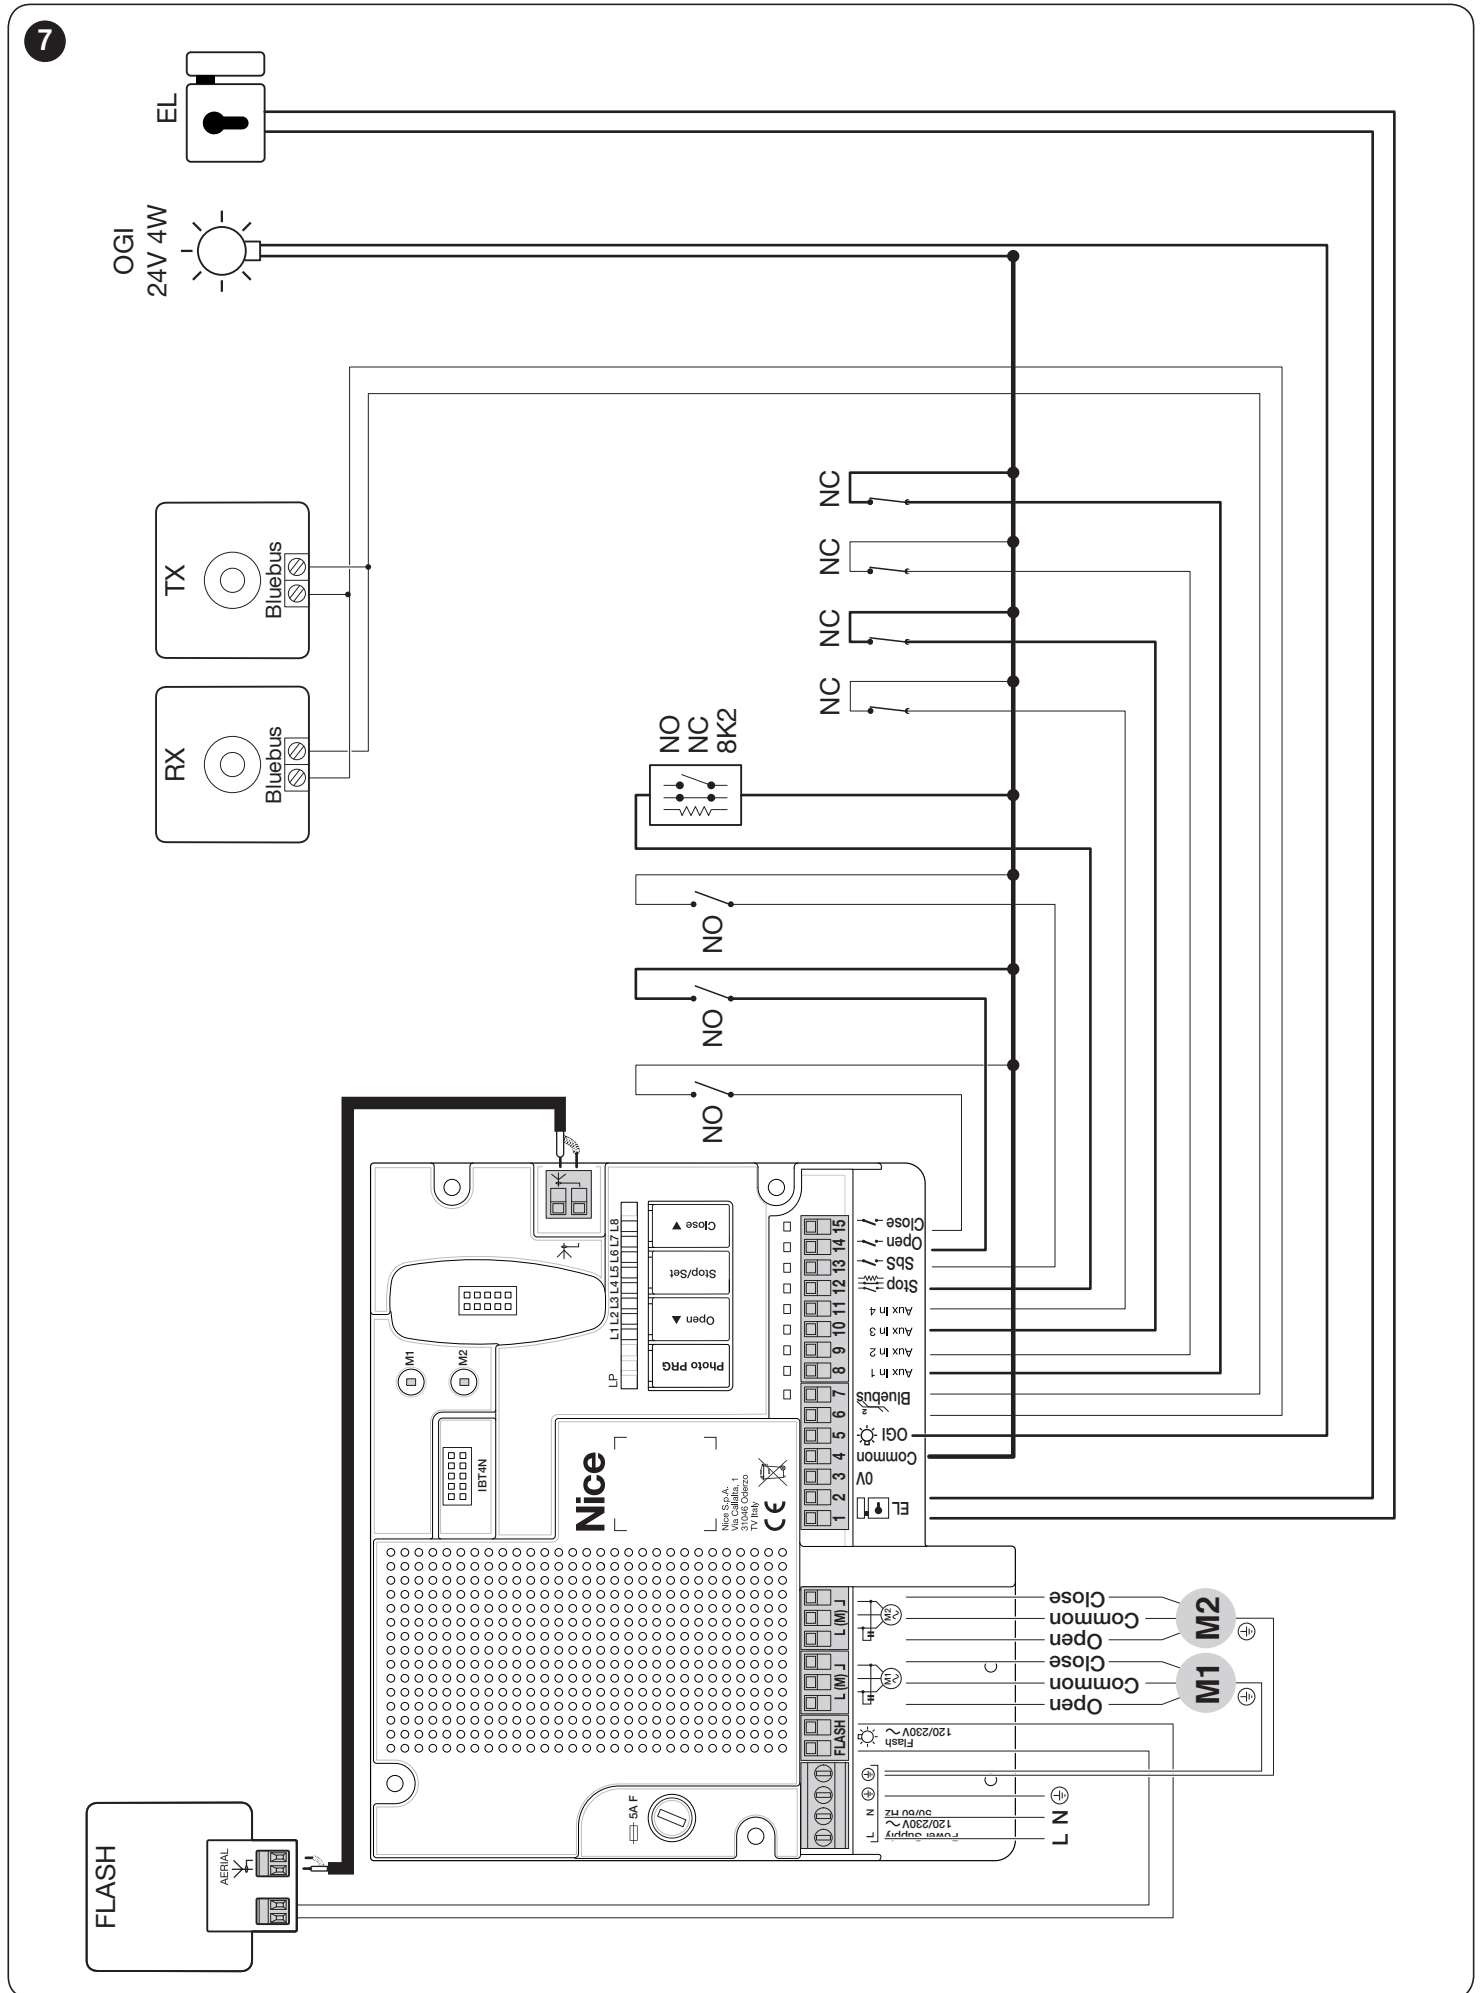 7
EL
OGI
24V 4W
TX
Bluebus
RX
Bluebus
NC
NC
NC
NC
NO
NC
8K2
NO
NO
NO
FLASH
AERIAL
M1
M2
IBT4N
LP
L1 L2 L3 L4 L5 L6 L7 L8
Photo PRG
Open ▲
Stop/Set
Close ▼
Nice
Nice S.p.A.
Via Callalta, 1
31046 Oderzo
TV Italy
CE
5A F
1 2 3 4 5 6 7 8 9 10 11 12 13 14 15
EL
0V
Common
OGI
Bluebus
Aux In 1
Aux In 2
Aux In 3
Aux In 4
Stop
SbS
Open
Close
FLASH
L (M)
L (M)
M1
M2
Flash
120/230V
L N
Power Supply
120/230V
50/60 Hz
L N
Open
Common
Close
M1
Open
Common
Close
M2